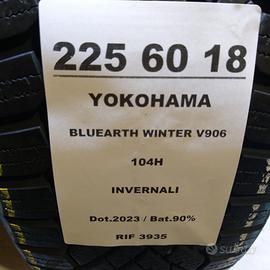 225 60 18
YOKOHAMA
BLUEARTH WINTER V906
104H
INVERNALI
Dot.2023 / Bat.90%
RIF 3935